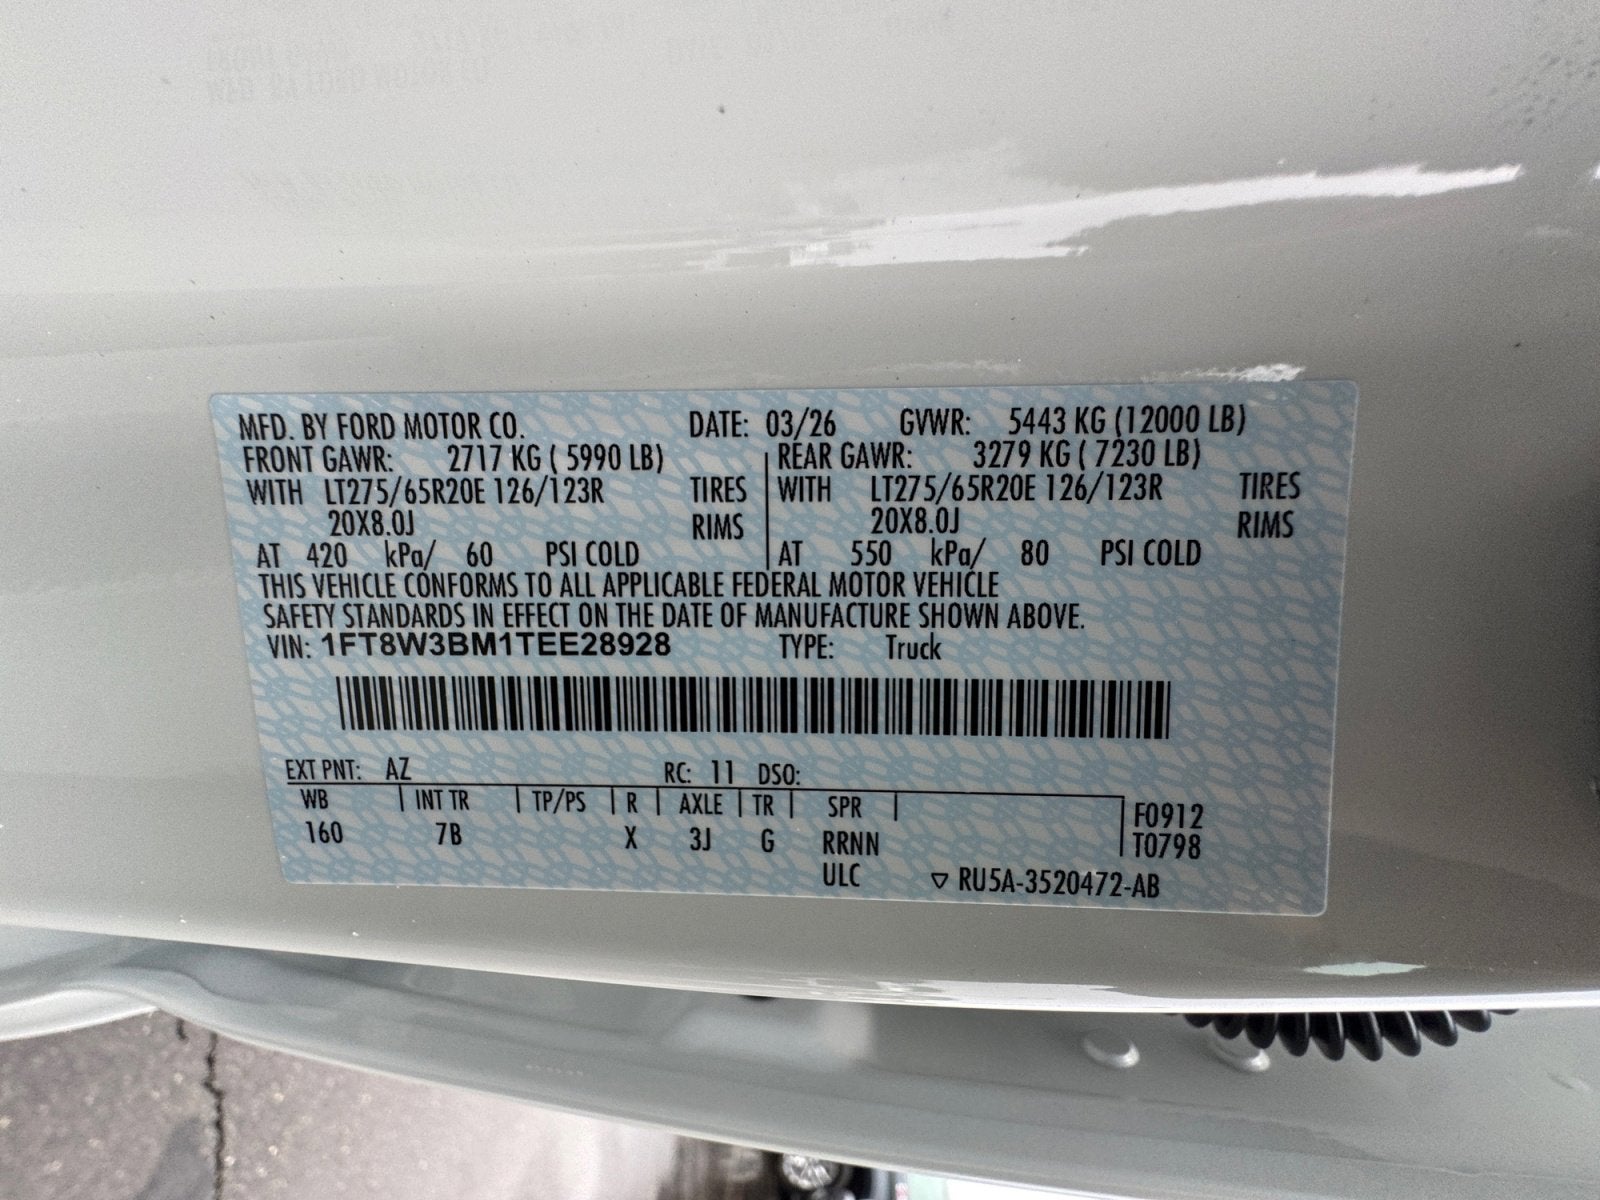 MFD. BY FORD MOTOR CO. DATE: 03/26 GVWR: 5443 KG (12000 LB)
FRONT GAWR: 2717 KG ( 5990 LB) REAR GAWR: 3279 KG ( 7230 LB)
WITH LT275/65R20E 126/123R TIRES WITH LT275/65R20E 126/123R TIRES
20X8.0J RIMS 20X8.0J RIMS
AT 420 kPa/ 60 PSI COLD AT 550 kPa/ 80 PSI COLD
THIS VEHICLE CONFORMS TO ALL APPLICABLE FEDERAL MOTOR VEHICLE
SAFETY STANDARDS IN EFFECT ON THE DATE OF MANUFACTURE SHOWN ABOVE.
VIN: 1FT8W3BM1TEE28928 TYPE: Truck
EXT PNT: AZ RC: 11 DSO:
WB INT TR TP/PS R AXLE TR SPR F0912
160 7B X 3J G RRNN T0798
ULC ▽ RU5A-3520472-AB